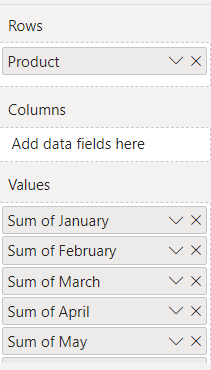 Rows
Product
Columns
Add data fields here
Values
Sum of January
Sum of February
Sum of March
Sum of April
Sum of May